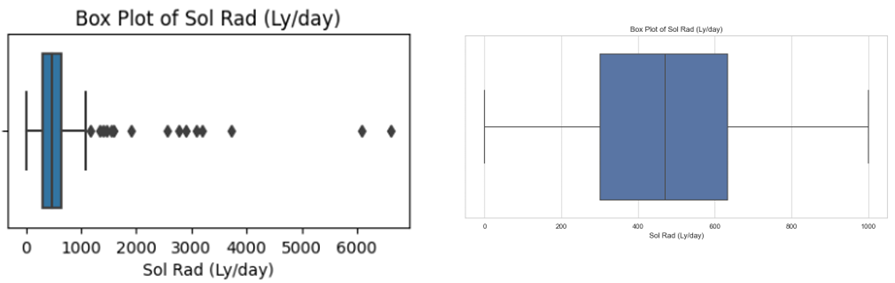 Box Plot of Sol Rad (Ly/day)
0 1000 2000 3000 4000 5000 6000
Sol Rad (Ly/day)
Box Plot of Sol Rad (Ly/day)
0 200 400 600 800 1000
Sol Rad (Ly/day)